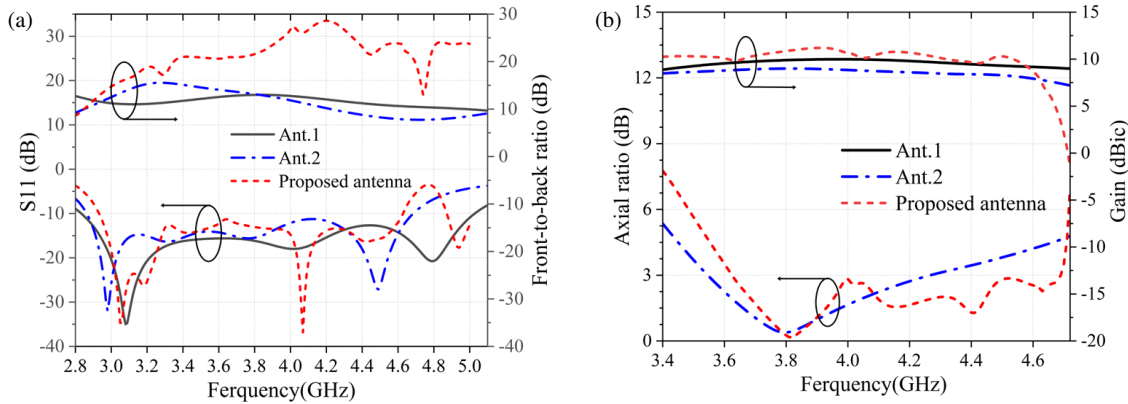 (a)
30
20
10
0
-10
-20
-30
-40
S11 (dB)
30
20
10
0
-10
-20
-30
-40
Front-to-back ratio (dB)
Ant.1
Ant.2
Proposed antenna
2.8 3.0 3.2 3.4 3.6 3.8 4.0 4.2 4.4 4.6 4.8 5.0
Ferquency(GHz)
(b)
15
12
9
6
3
0
Axial ratio (dB)
15
10
5
0
-5
-10
-15
-20
Gain (dBic)
Ant.1
Ant.2
Proposed antenna
3.4 3.6 3.8 4.0 4.2 4.4 4.6
Ferquency(GHz)